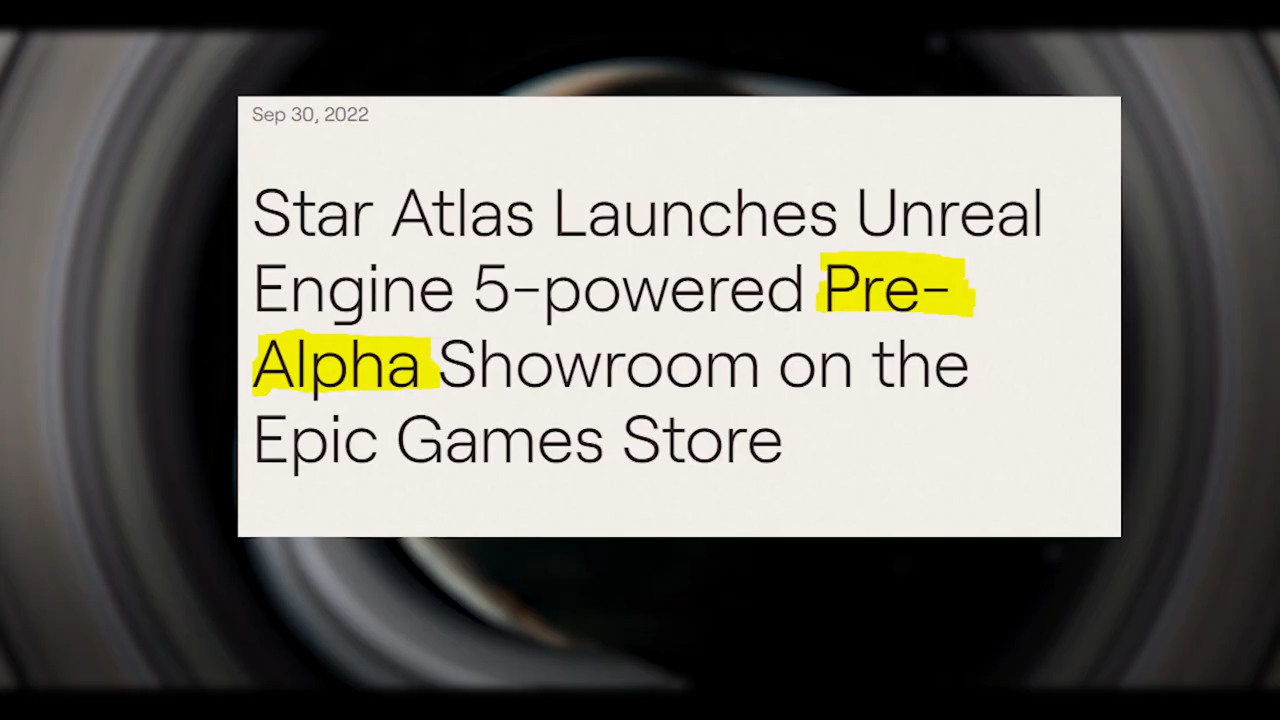 Sep 30, 2022
Star Atlas Launches Unreal
Engine 5-powered Pre-
Alpha Showroom on the
Epic Games Store